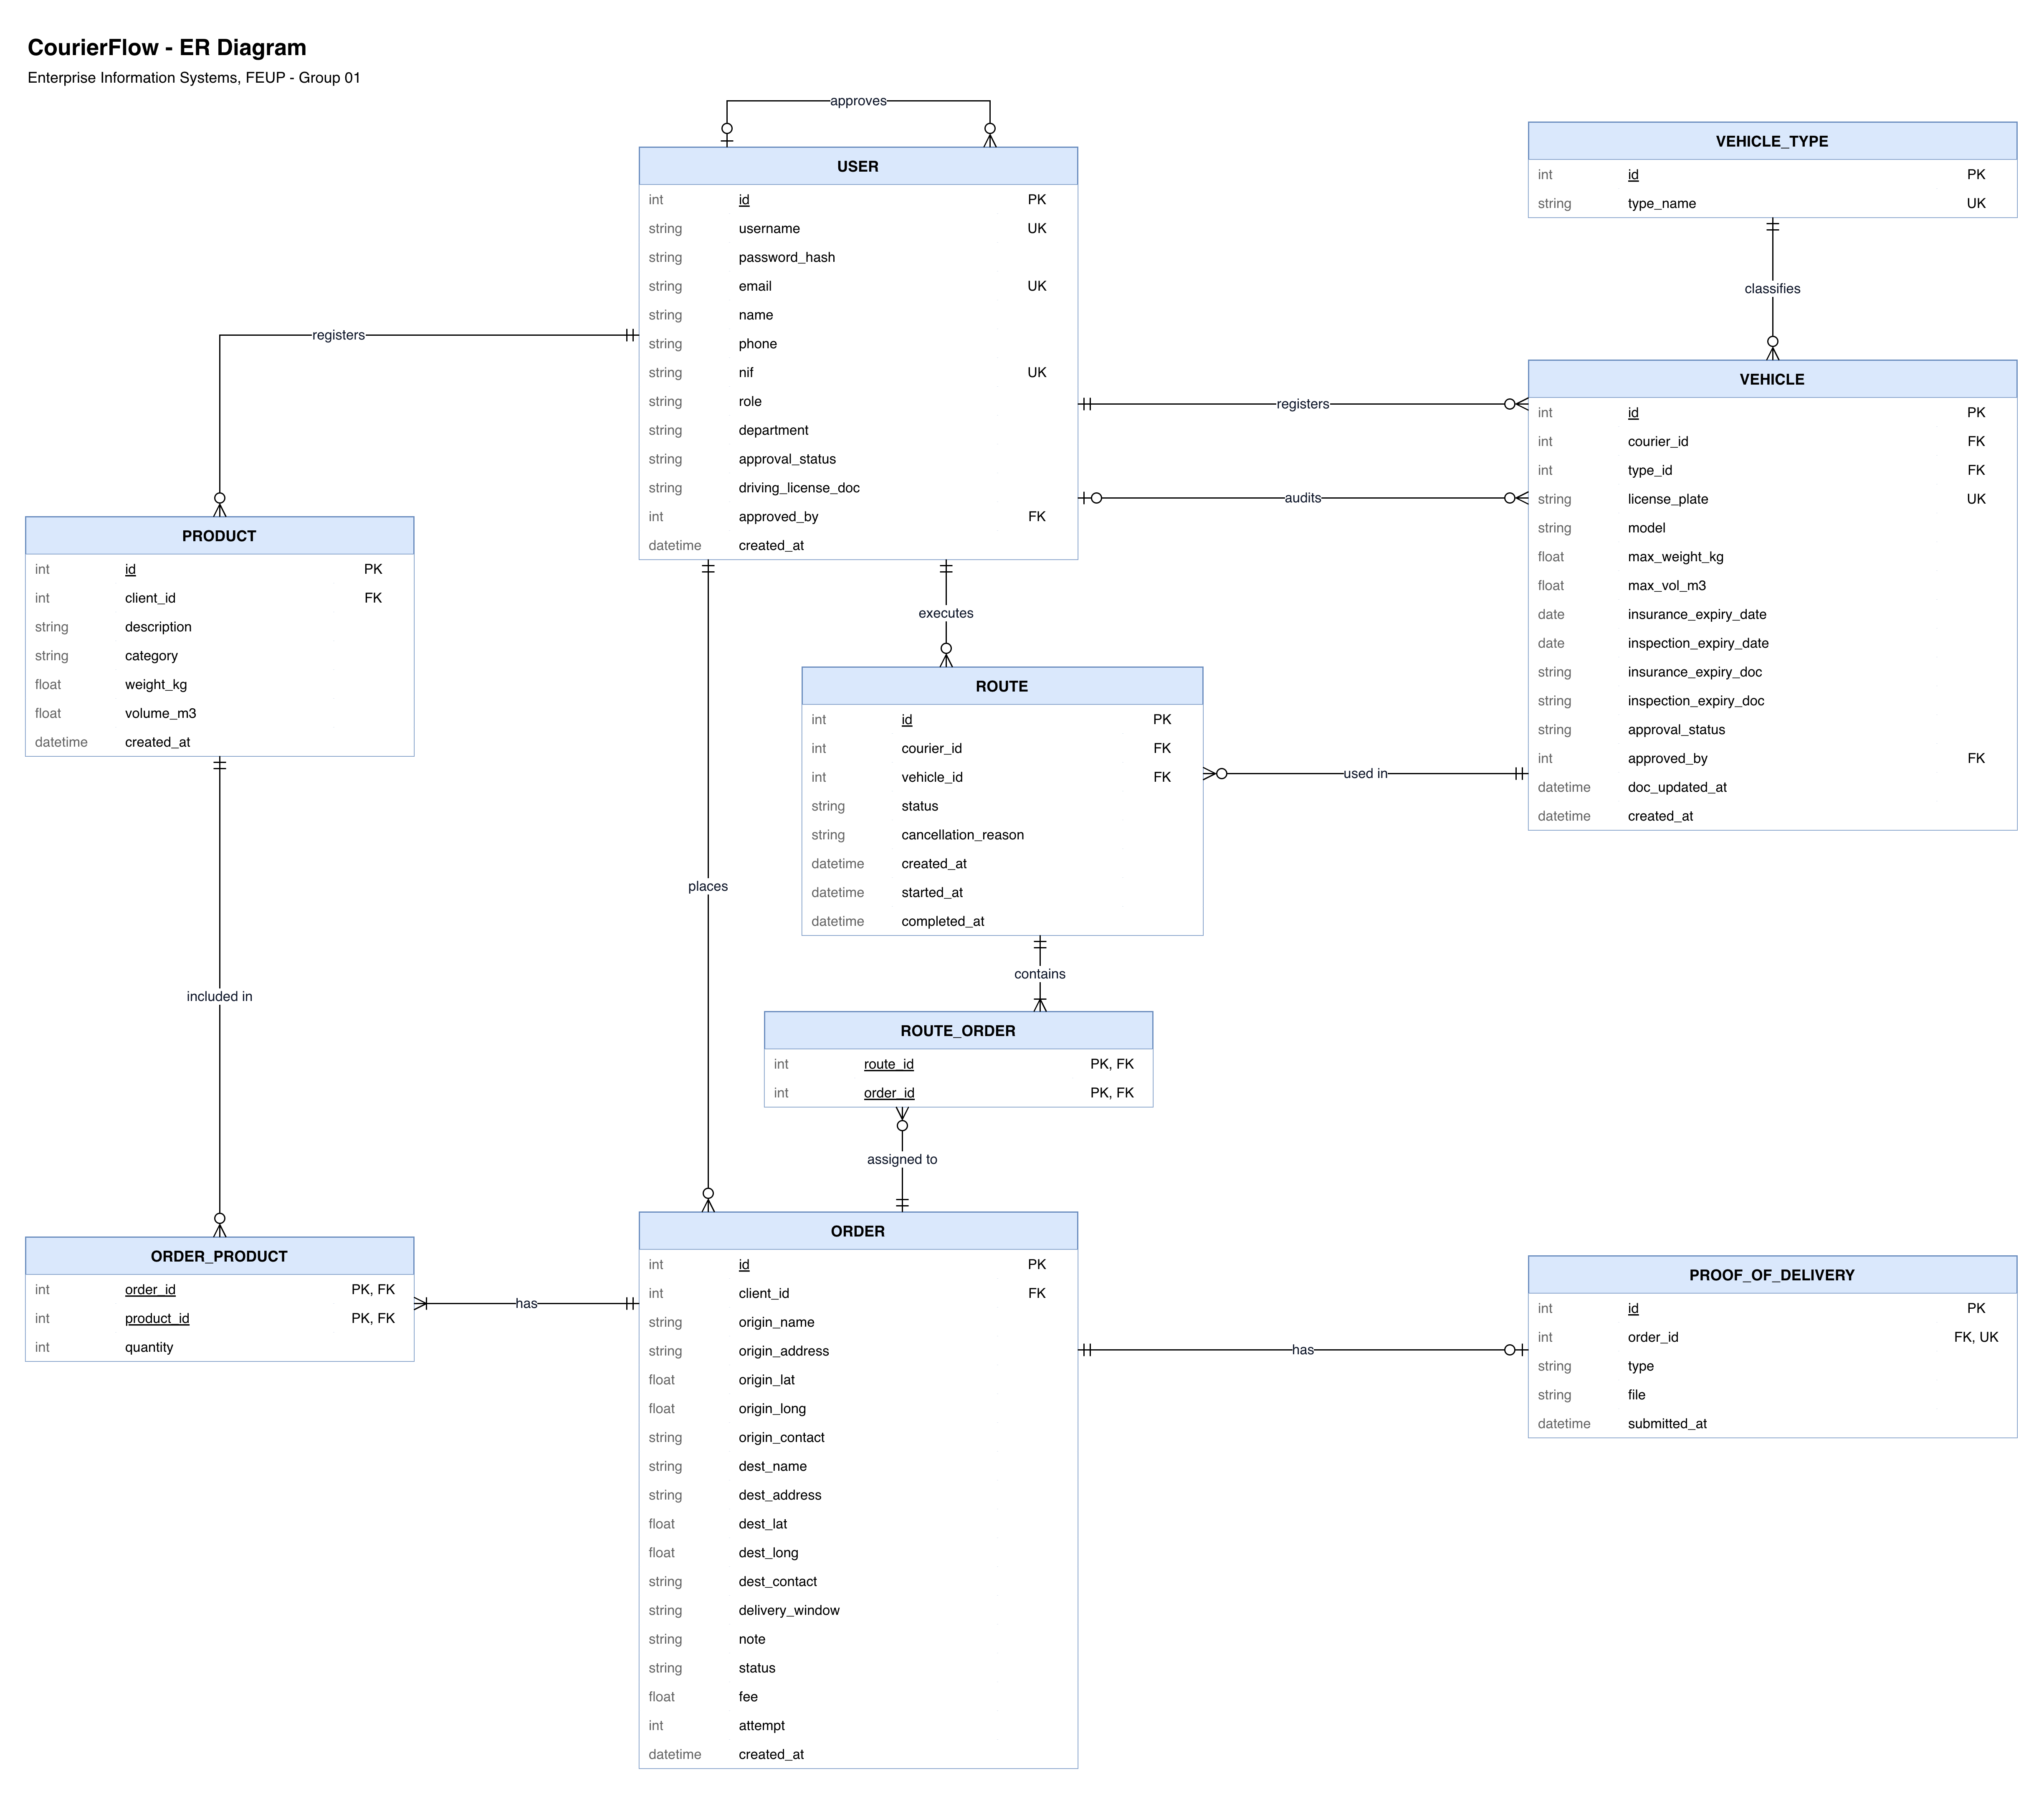 CourierFlow - ER Diagram
Enterprise Information Systems, FEUP - Group 01
approves
USER
int id PK
string username UK
string password_hash
string email UK
string name
string phone
string nif UK
string role
string department
string approval_status
string driving_license_doc
int approved_by FK
datetime created_at
VEHICLE_TYPE
int id PK
string type_name UK
classifies
registers
registers
audits
VEHICLE
int id PK
int courier_id FK
int type_id FK
string license_plate UK
string model
float max_weight_kg
float max_vol_m3
date insurance_expiry_date
date inspection_expiry_date
string insurance_expiry_doc
string inspection_expiry_doc
string approval_status
int approved_by FK
datetime doc_updated_at
datetime created_at
PRODUCT
int id PK
int client_id FK
string description
string category
float weight_kg
float volume_m3
datetime created_at
executes
ROUTE
int id PK
int courier_id FK
int vehicle_id FK
string status
string cancellation_reason
datetime created_at
datetime started_at
datetime completed_at
used in
places
contains
included in
ROUTE_ORDER
int route_id PK, FK
int order_id PK, FK
assigned to
ORDER_PRODUCT
int order_id PK, FK
int product_id PK, FK
int quantity
has
ORDER
int id PK
int client_id FK
string origin_name
string origin_address
float origin_lat
float origin_long
string origin_contact
string dest_name
string dest_address
float dest_lat
float dest_long
string dest_contact
string delivery_window
string note
string status
float fee
int attempt
datetime created_at
has
PROOF_OF_DELIVERY
int id PK
int order_id FK, UK
string type
string file
datetime submitted_at